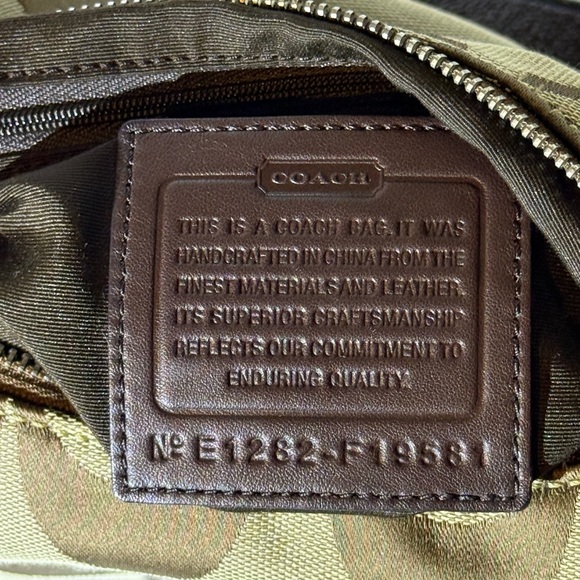 COACH
THIS IS A COACH BAG. IT WAS
HANDCRAFTED IN CHINA FROM THE
FINEST MATERIALS AND LEATHER.
ITS SUPERIOR CRAFTSMANSHIP
REFLECTS OUR COMMITMENT TO
ENDURING QUALITY.
Nº E1282-F19581